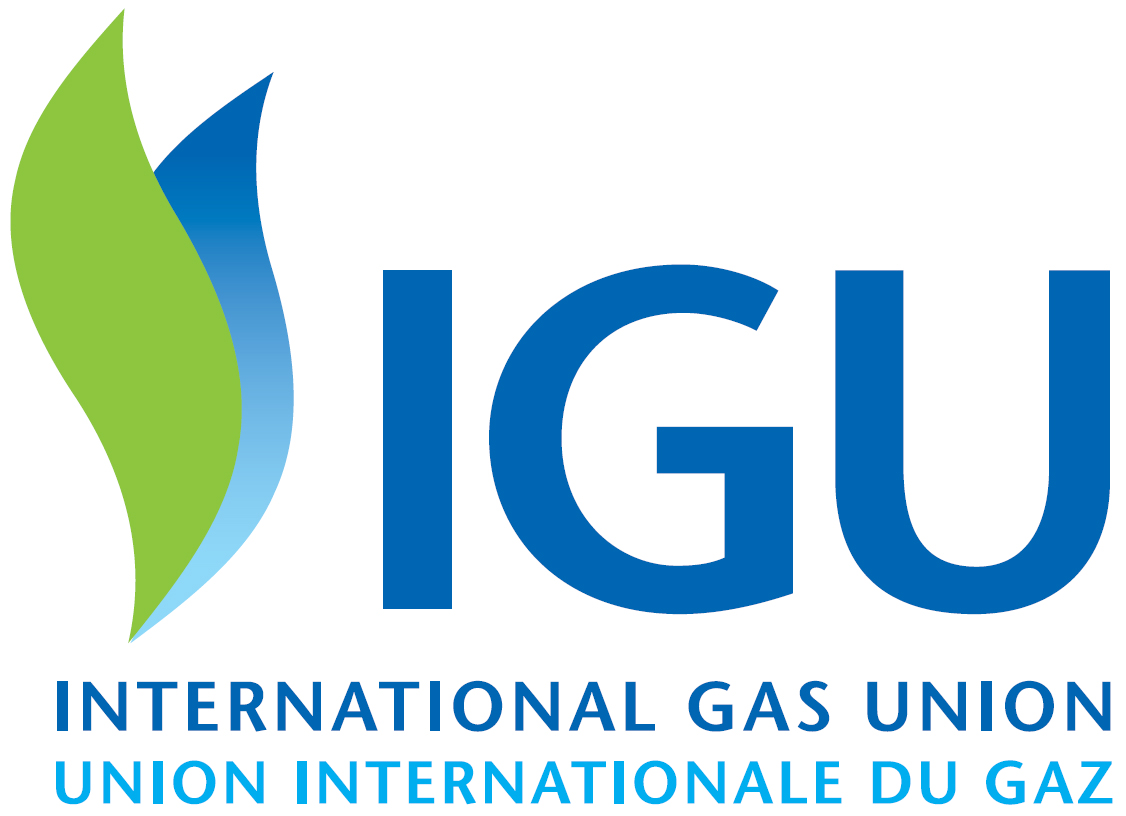 IGU
INTERNATIONAL GAS UNION
UNION INTERNATIONALE DU GAZ